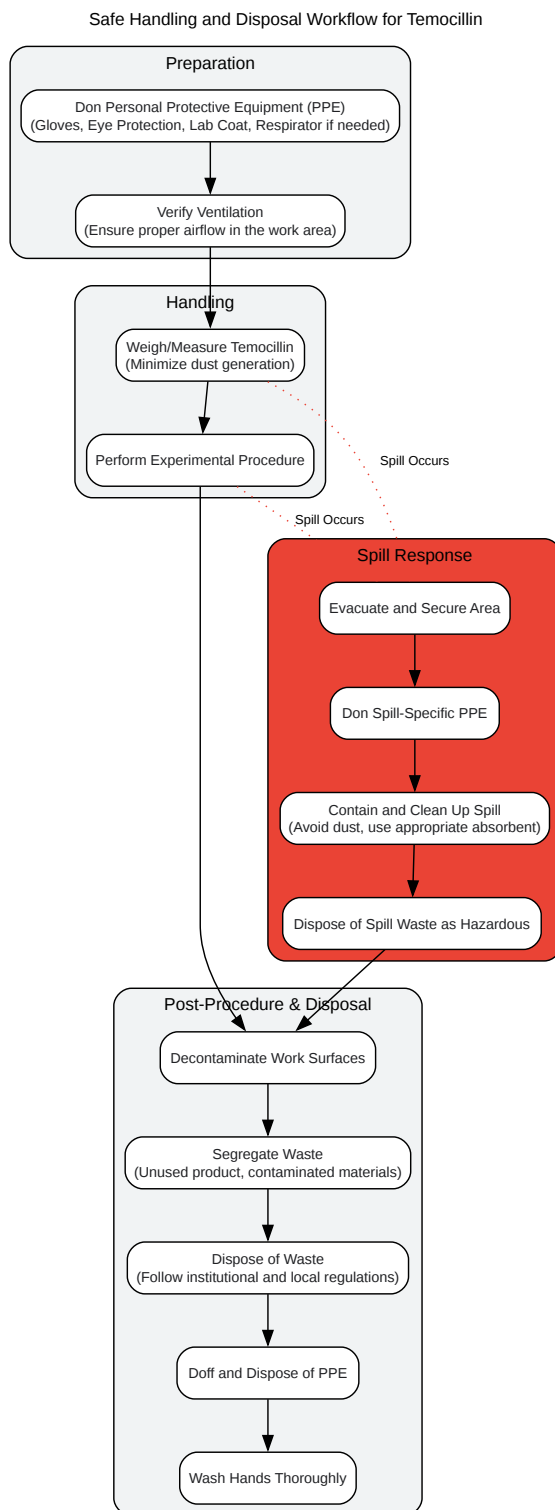 Safe Handling and Disposal Workflow for Temocillin
Preparation
Don Personal Protective Equipment (PPE)
(Gloves, Eye Protection, Lab Coat, Respirator if needed)
Verify Ventilation
(Ensure proper airflow in the work area)
Handling
Weigh/Measure Temocillin
(Minimize dust generation)
Perform Experimental Procedure
Spill Occurs
Spill Occurs
Spill Response
Evacuate and Secure Area
Don Spill-Specific PPE
Contain and Clean Up Spill
(Avoid dust, use appropriate absorbent)
Dispose of Spill Waste as Hazardous
Post-Procedure & Disposal
Decontaminate Work Surfaces
Segregate Waste
(Unused product, contaminated materials)
Dispose of Waste
(Follow institutional and local regulations)
Doff and Dispose of PPE
Wash Hands Thoroughly